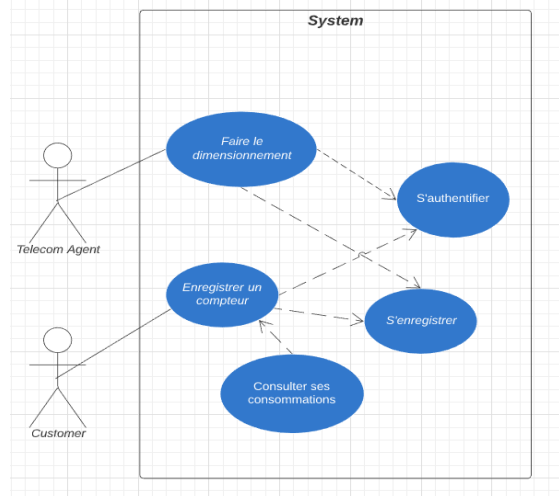 System
Faire le
dimensionnement
S'authentifier
Telecom Agent
Enregistrer un
compteur
S'enregistrer
Consulter ses
consommations
Customer